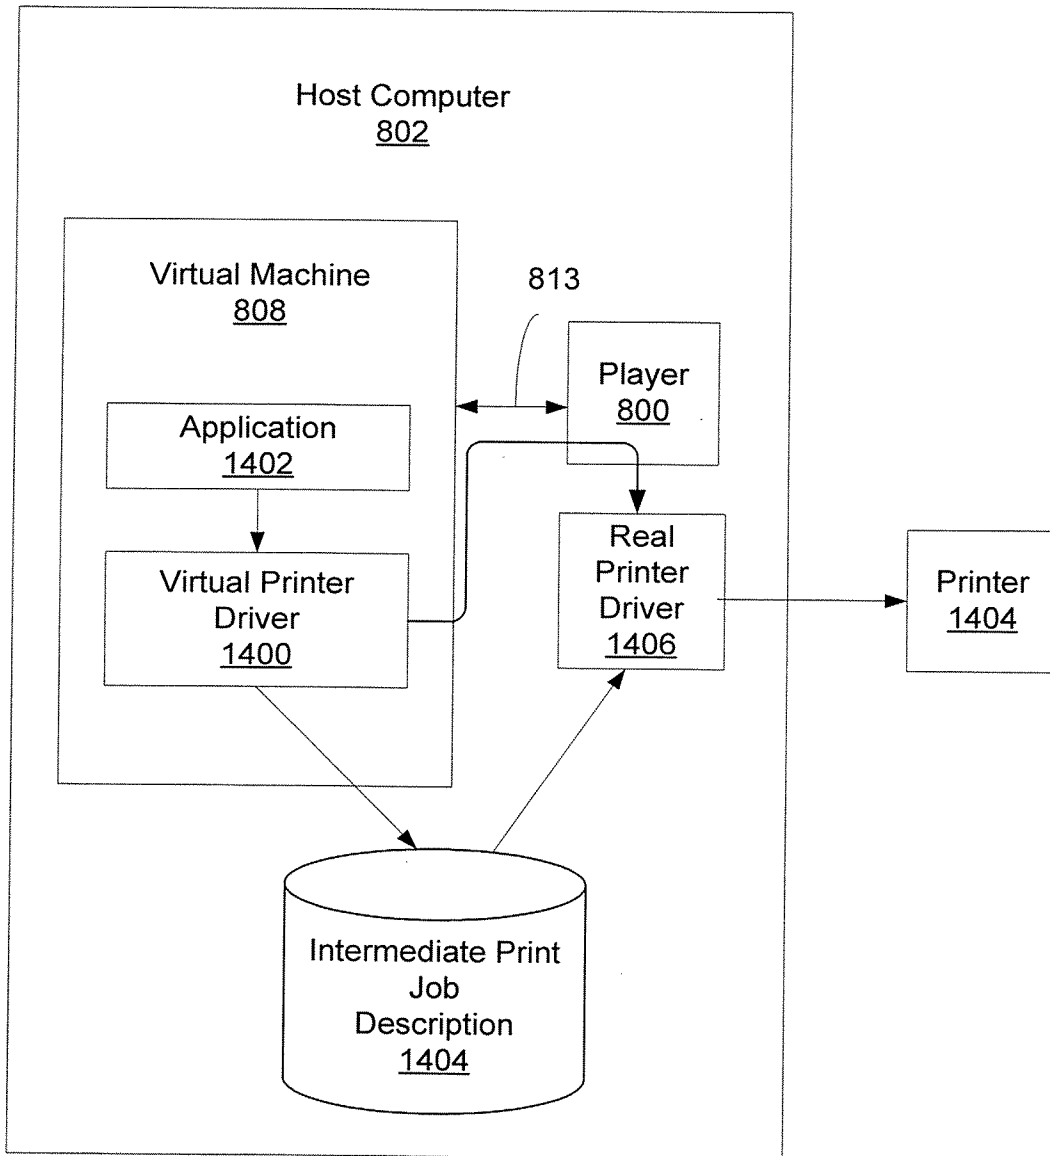 Host Computer
802
Virtual Machine
808
813
Player
800
Application
1402
Virtual Printer
Driver
1400
Real
Printer
Driver
1406
Printer
1404
Intermediate Print
Job
Description
1404